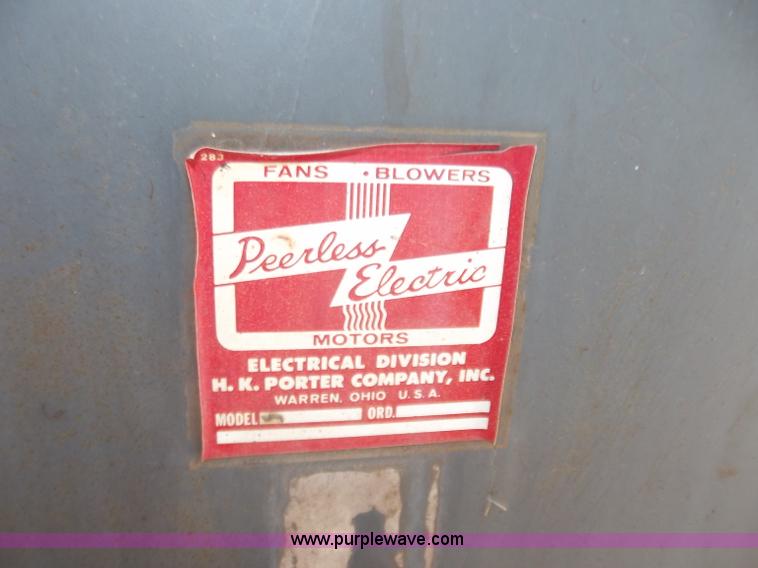 283
FANS • BLOWERS
Peerless
Electric
MOTORS
ELECTRICAL DIVISION
H. K. PORTER COMPANY, INC.
WARREN, OHIO U.S.A.
MODEL ORD.
www.purplewave.com